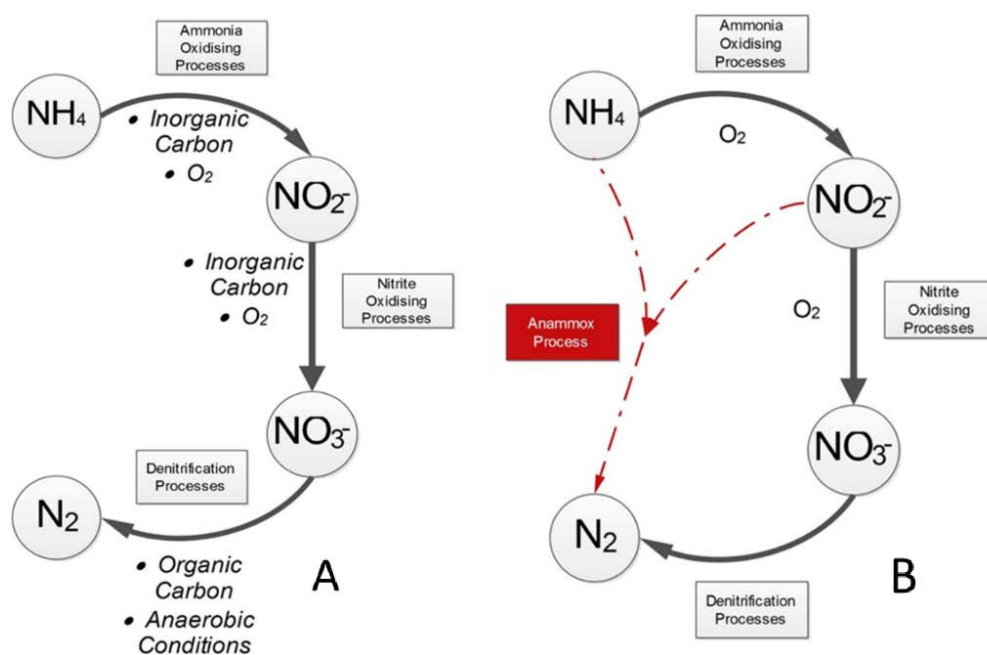 Ammonia
Oxidising
Processes
NH₄
• Inorganic
Carbon
• O₂
NO₂⁻
• Inorganic
Carbon
• O₂
Nitrite
Oxidising
Processes
NO₃⁻
Denitrification
Processes
N₂
• Organic
Carbon
• Anaerobic
Conditions
A
Ammonia
Oxidising
Processes
NH₄
O₂
NO₂⁻
Anammox
Process
O₂
Nitrite
Oxidising
Processes
NO₃⁻
N₂
Denitrification
Processes
B